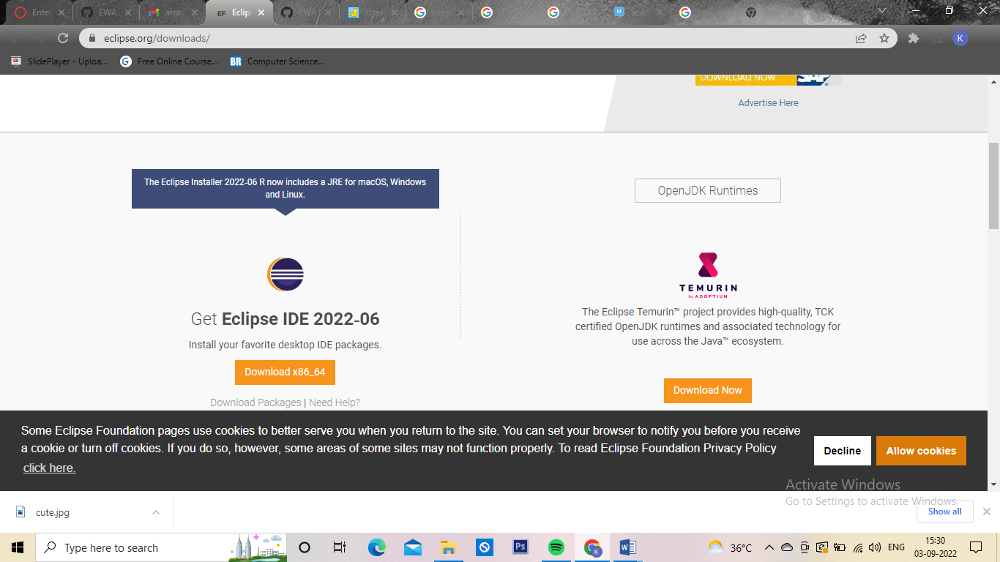 Ente
EWA
array
EF Eclip
EWA
stres
users
aca
eclipse.org/downloads/
K
SlidePlayer - Uploa...
Free Online Course...
BR Computer Science...
DOWNLOAD NOW
SAP
Advertise Here
The Eclipse Installer 2022-06 R now includes a JRE for macOS, Windows
and Linux.
OpenJDK Runtimes
Get Eclipse IDE 2022-06
Install your favorite desktop IDE packages.
Download x86_64
Download Packages | Need Help?
TEMURIN
by ADOPTIUM
The Eclipse Temurin™ project provides high-quality, TCK
certified OpenJDK runtimes and associated technology for
use across the Java™ ecosystem.
Download Now
Some Eclipse Foundation pages use cookies to better serve you when you return to the site. You can set your browser to notify you before you receive
a cookie or turn off cookies. If you do so, however, some areas of some sites may not function properly. To read Eclipse Foundation Privacy Policy
click here.
Decline
Allow cookies
Activate Windows
Go to Settings to activate Windows.
cute.jpg
Show all
Type here to search
Ps
K
36°C
ENG
15:30
03-09-2022